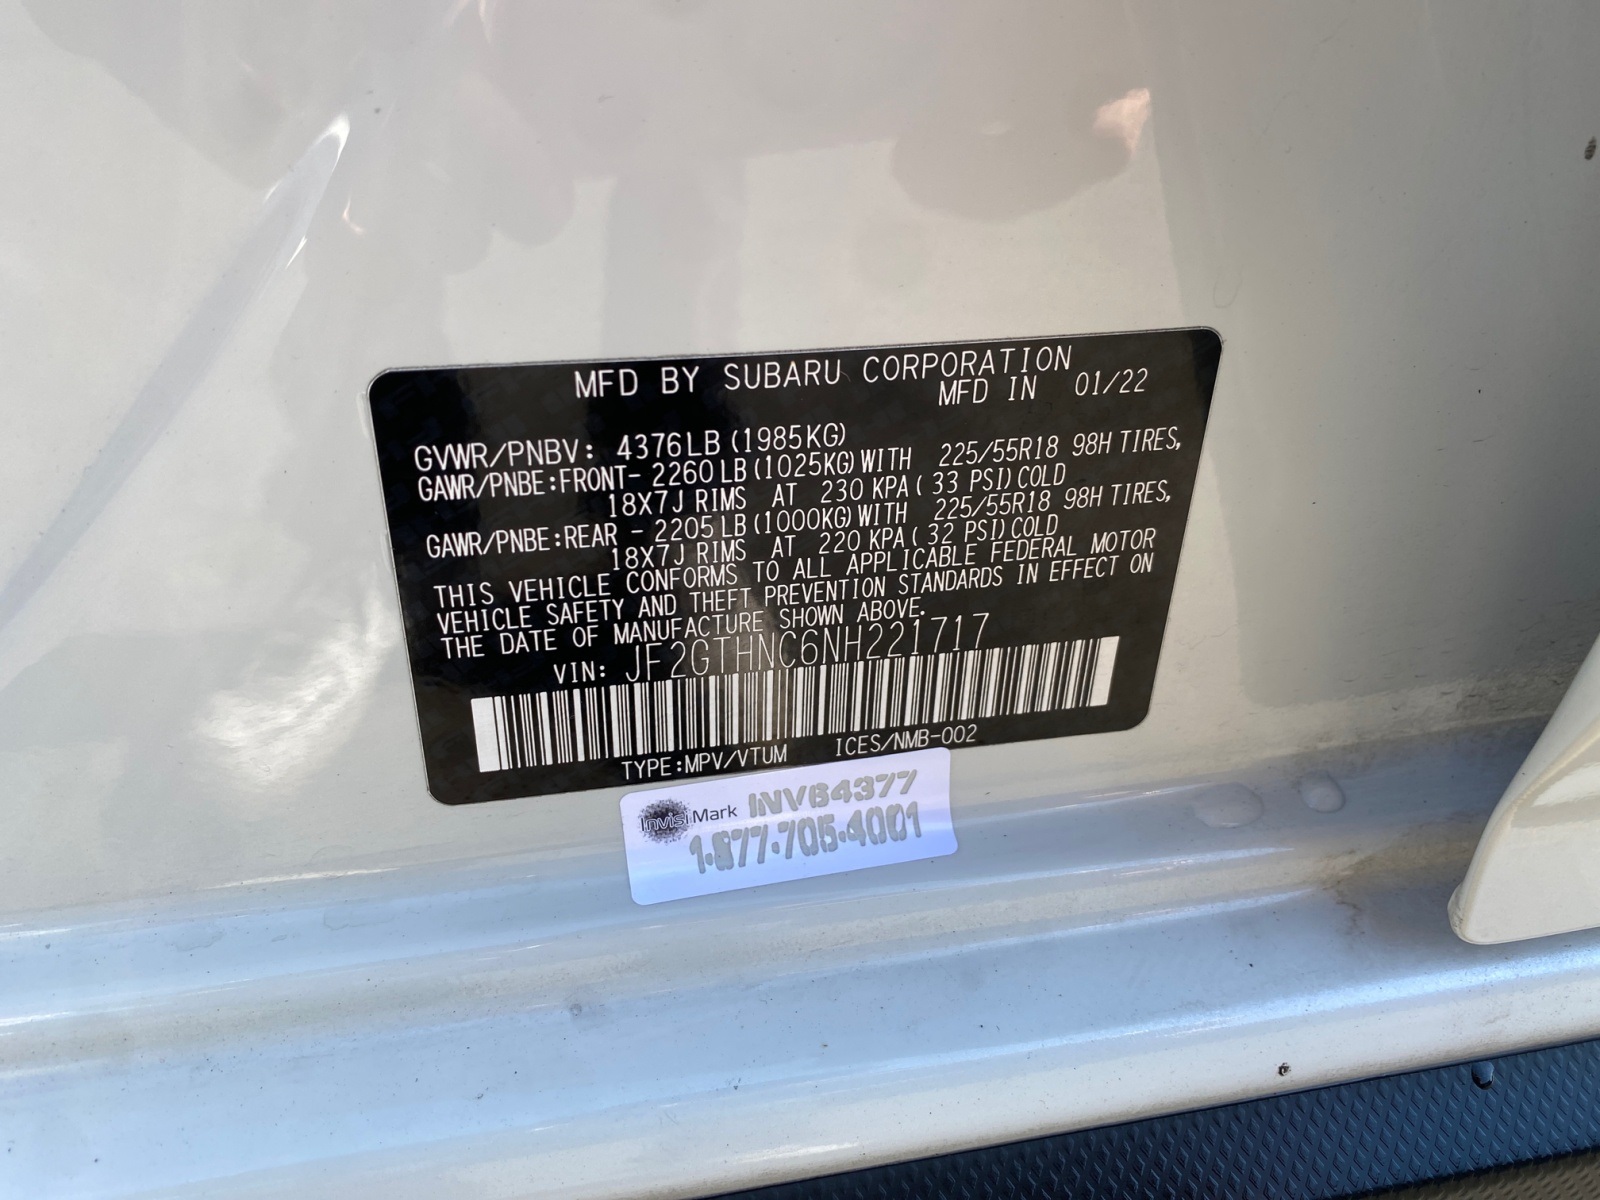 MFD BY SUBARU CORPORATION
MFD IN 01/22
GVWR/PNBV: 4376LB (1985KG)
GAWR/PNBE:FRONT- 2260LB (1025KG) WITH 225/55R18 98H TIRES,
18X7J RIMS AT 230 KPA ( 33 PSI) COLD
GAWR/PNBE:REAR - 2205LB (1000KG) WITH 225/55R18 98H TIRES,
18X7J RIMS AT 220 KPA ( 32 PSI) COLD
THIS VEHICLE CONFORMS TO ALL APPLICABLE FEDERAL MOTOR
VEHICLE SAFETY AND THEFT PREVENTION STANDARDS IN EFFECT ON
THE DATE OF MANUFACTURE SHOWN ABOVE.
VIN: JF2GTHNC6NH221717
TYPE:MPV/VTUM ICES/NMB-002
InvisiMark INV64377
1-877-705-4001